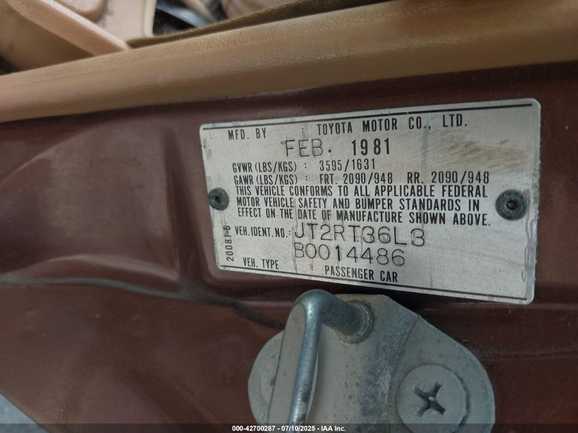 MFD. BY TOYOTA MOTOR CO., LTD.
FEB. 1981
GVWR (LBS/KGS) : 3595/1631
GAWR (LBS/KGS) : FRT. 2090/948 RR. 2090/948
THIS VEHICLE CONFORMS TO ALL APPLICABLE FEDERAL
MOTOR VEHICLE SAFETY AND BUMPER STANDARDS IN
EFFECT ON THE DATE OF MANUFACTURE SHOWN ABOVE.
VEH. IDENT. NO.: JT2RT36L3
B0014486
VEH. TYPE PASSENGER CAR
000-42700287 - 07/10/2025 - © IAA Inc.